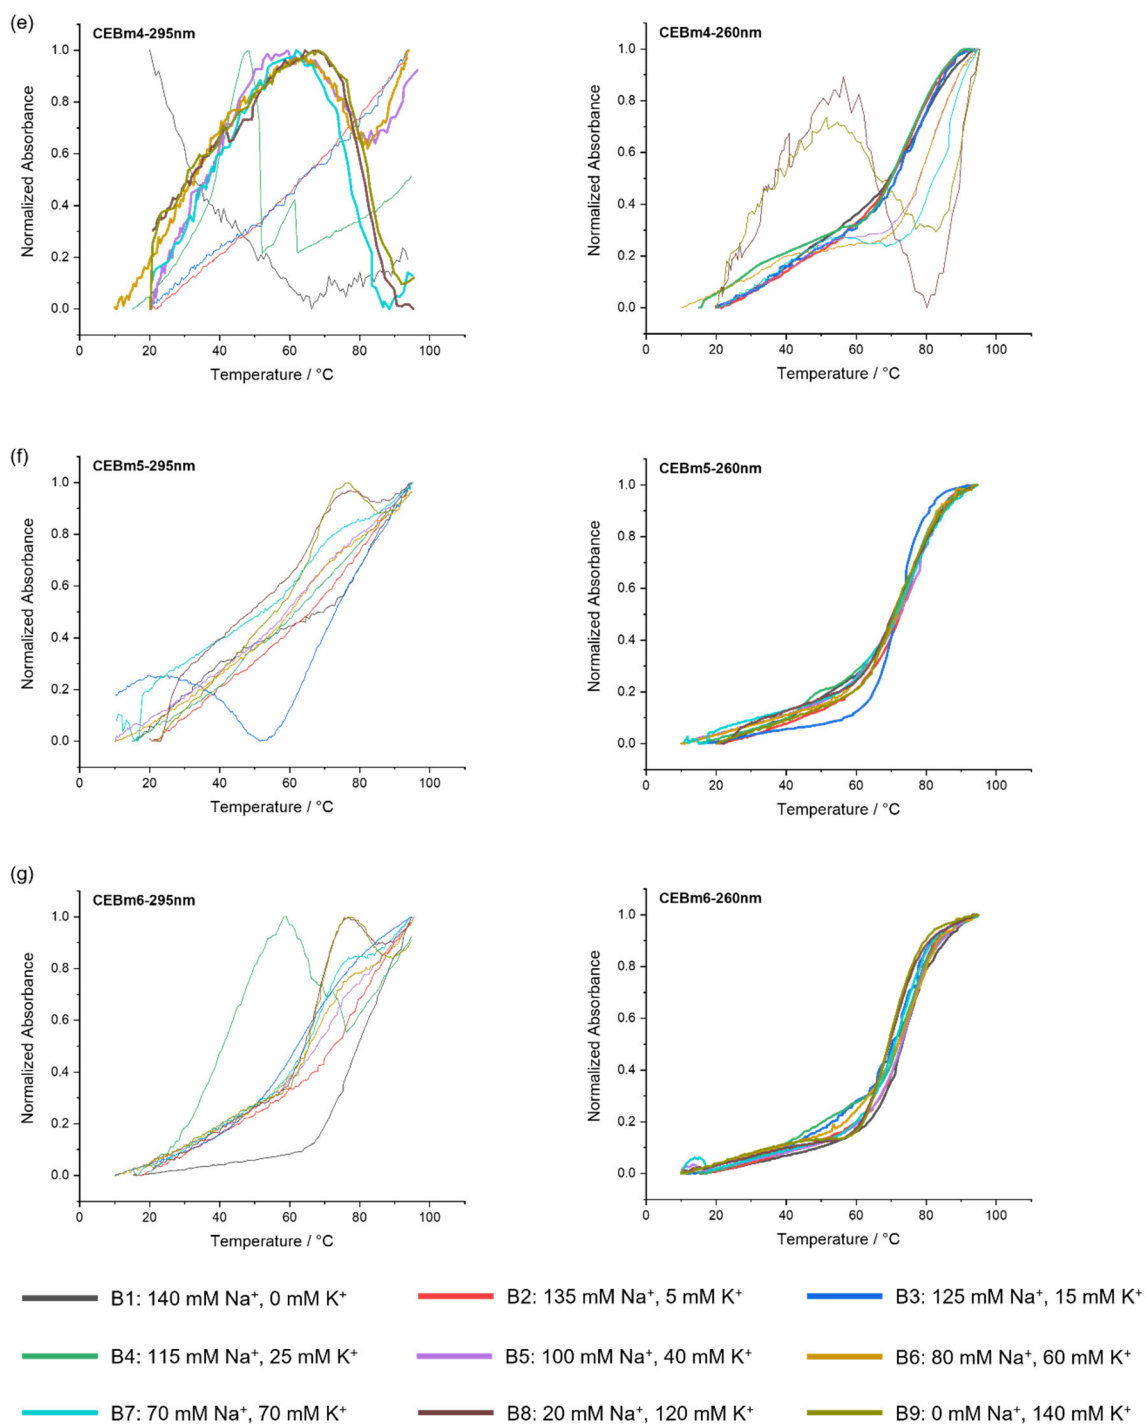 (e)
CEBm4-295nm
1.0
0.8
0.6
0.4
0.2
0.0
Normalized Absorbance
0 20 40 60 80 100
Temperature / °C
CEBm4-260nm
1.0
0.8
0.6
0.4
0.2
0.0
Normalized Absorbance
0 20 40 60 80 100
Temperature / °C
(f)
CEBm5-295nm
1.0
0.8
0.6
0.4
0.2
0.0
Normalized Absorbance
0 20 40 60 80 100
Temperature / °C
CEBm5-260nm
1.0
0.8
0.6
0.4
0.2
0.0
Normalized Absorbance
0 20 40 60 80 100
Temperature / °C
(g)
CEBm6-295nm
1.0
0.8
0.6
0.4
0.2
0.0
Normalized Absorbance
0 20 40 60 80 100
Temperature / °C
CEBm6-260nm
1.0
0.8
0.6
0.4
0.2
0.0
Normalized Absorbance
0 20 40 60 80 100
Temperature / °C
B1: 140 mM Na⁺, 0 mM K⁺
B2: 135 mM Na⁺, 5 mM K⁺
B3: 125 mM Na⁺, 15 mM K⁺
B4: 115 mM Na⁺, 25 mM K⁺
B5: 100 mM Na⁺, 40 mM K⁺
B6: 80 mM Na⁺, 60 mM K⁺
B7: 70 mM Na⁺, 70 mM K⁺
B8: 20 mM Na⁺, 120 mM K⁺
B9: 0 mM Na⁺, 140 mM K⁺